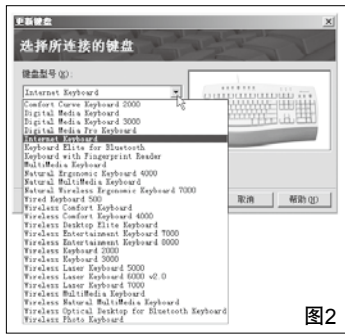 更新键盘
选择所连接的键盘
键盘型号(K):
Internet Keyboard
Comfort Curve Keyboard 2000
Digital Media Keyboard
Digital Media Keyboard 3000
Digital Media Pro Keyboard
Internet Keyboard
Keyboard Elite for Bluetooth
Keyboard with Fingerprint Reader
MultiMedia Keyboard
Natural Ergonomic Keyboard 4000
Natural MultiMedia Keyboard
Natural Wireless Ergonomic Keyboard 7000
Wired Keyboard 500
Wireless Comfort Keyboard
Wireless Comfort Keyboard 4000
Wireless Desktop Elite Keyboard
Wireless Entertainment Keyboard 7000
Wireless Entertainment Keyboard 8000
Wireless Keyboard 2000
Wireless Keyboard 3000
Wireless Laser Keyboard 5000
Wireless Laser Keyboard 6000 v2.0
Wireless Laser Keyboard 7000
Wireless MultiMedia Keyboard
Wireless Natural MultiMedia Keyboard
Wireless Optical Desktop for Bluetooth Keyboard
Wireless Photo Keyboard
取消
帮助(H)
图2